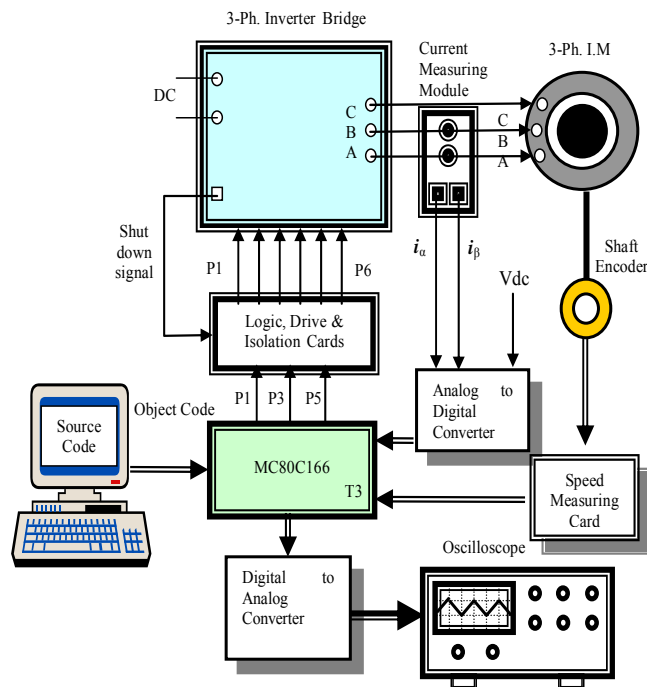 3-Ph. Inverter Bridge
Current
Measuring
Module
3-Ph. I.M
DC
C
B
A
C
B
A
Shut
down
signal
P1
P6
iα
iβ
Vdc
Shaft
Encoder
Logic, Drive &
Isolation Cards
P1
P3
P5
Object Code
Source
Code
MC80C166
T3
Analog to
Digital
Converter
Speed
Measuring
Card
Digital to
Analog
Converter
Oscilloscope